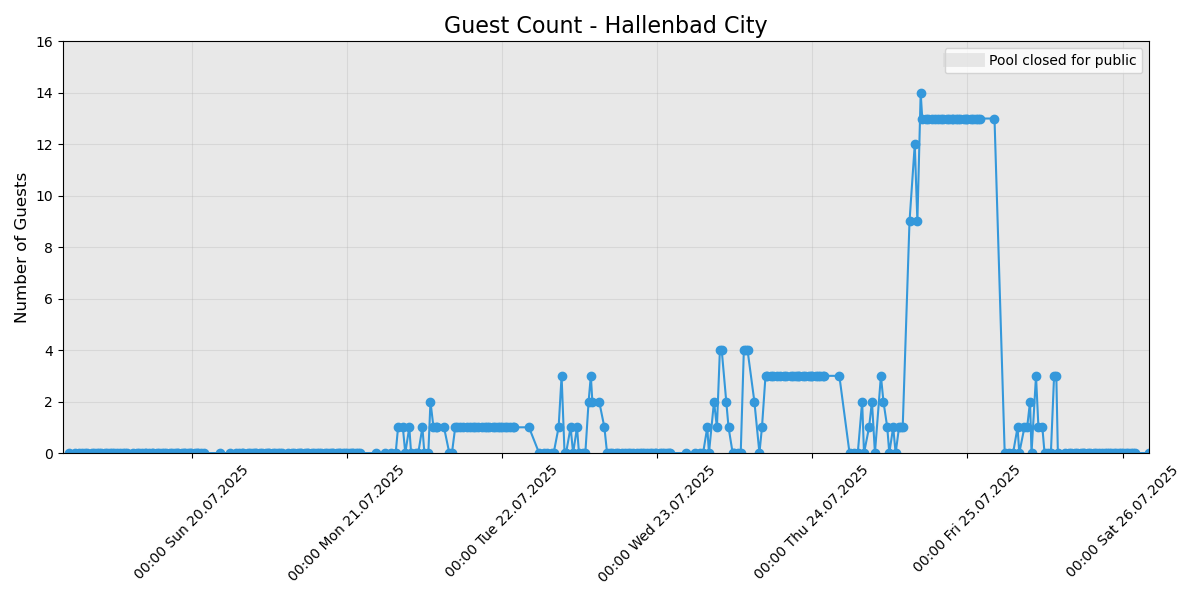 Guest Count - Hallenbad City
Pool closed for public
Number of Guests
16
14
12
10
8
6
4
2
0
00:00 Sun 20.07.2025
00:00 Mon 21.07.2025
00:00 Tue 22.07.2025
00:00 Wed 23.07.2025
00:00 Thu 24.07.2025
00:00 Fri 25.07.2025
00:00 Sat 26.07.2025